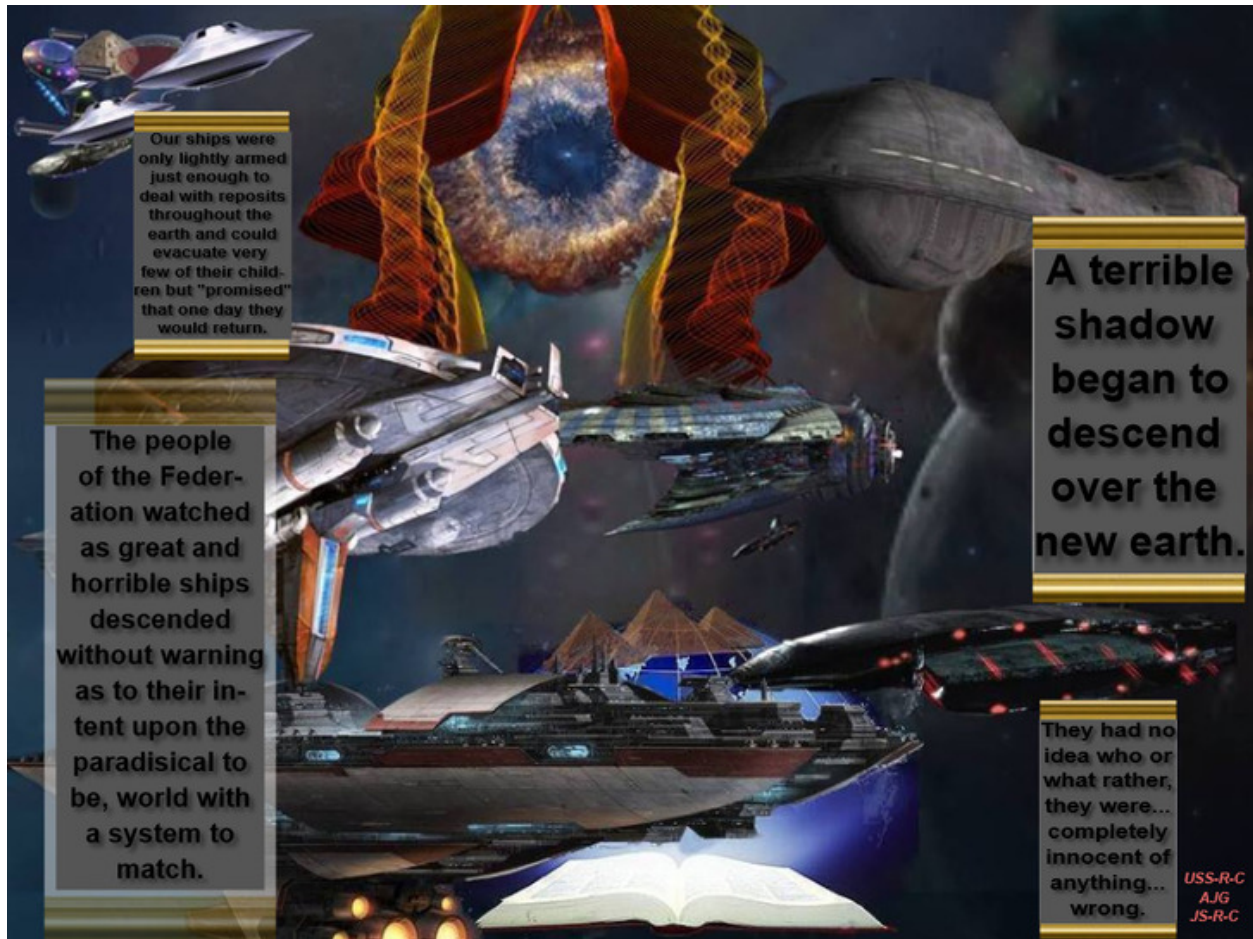 Our ships were
only lightly armed
just enough to
deal with reposits
throughout the
earth and could
evacuate very
few of their child-
ren but "promised"
that one day they
would return.
The people
of the Feder-
ation watched
as great and
horrible ships
descended
without warning
as to their in-
tent upon the
paradisical to
be, world with
a system to
match.
A terrible
shadow
began to
descend
over the
new earth.
They had no
idea who or
what rather,
they were...
completely
innocent of
anything...
wrong.
USS-R-C
AJG
JS-R-C